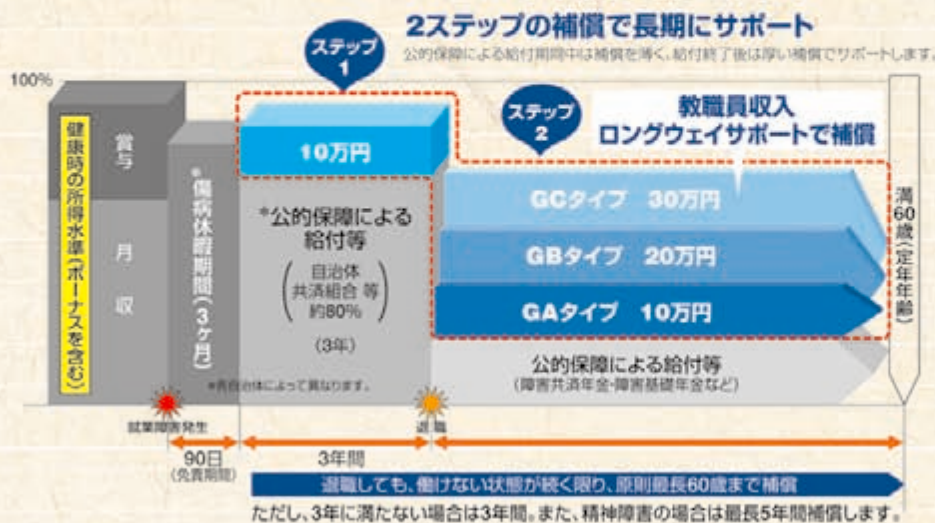 ステップ
1
2ステップの補償で長期にサポート
公的保障による給付期間中は補償を薄く、給付終了後は厚い補償でサポートします。
100%
健康時の所得水準（ボーナスを含む）
賞与
月収
*傷病休暇期間（3ヶ月）
10万円
*公的保障による
給付等
自治体
共済組合 等
約80%
（3年）
*各自治体によって異なります。
ステップ
2
教職員収入
ロングウェイサポートで補償
GCタイプ 30万円
GBタイプ 20万円
GAタイプ 10万円
公的保障による給付等
（障害共済年金・障害基礎年金など）
満60歳（定年年齢）
就業障害発生
退職
90日
（免責期間）
3年間
退職しても、働けない状態が続く限り、原則最長60歳まで補償
ただし、3年に満たない場合は3年間。また、精神障害の場合は最長5年間補償します。